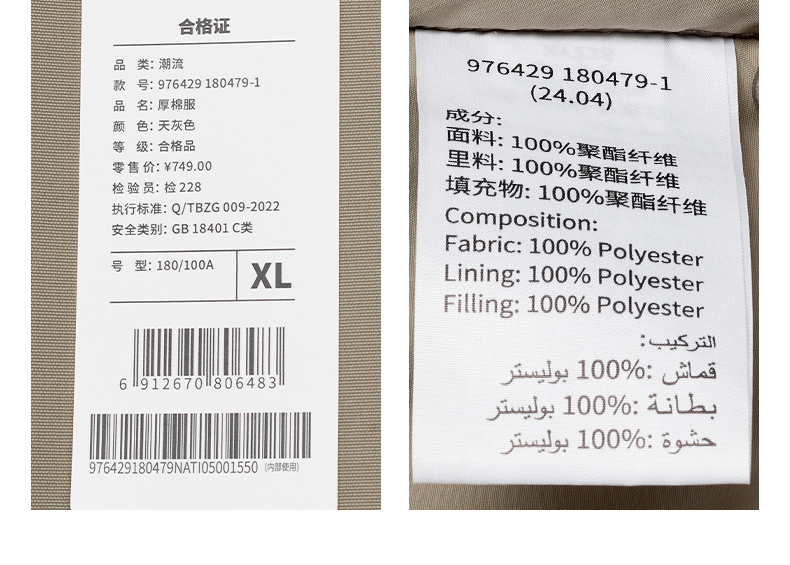 合格证
品 类: 潮流
款 号: 976429 180479-1
品 名: 厚棉服
颜 色: 天灰色
等 级: 合格品
零 售 价: ¥749.00
检 验 员: 检 228
执行标准: Q/TBZG 009-2022
安全类别: GB 18401 C类
号 型: 180/100A
XL
6 912670 806483
976429180479NATI05001550 (内部使用)
976429 180479-1
(24.04)
成分:
面料: 100%聚酯纤维
里料: 100%聚酯纤维
填充物: 100%聚酯纤维
Composition:
Fabric: 100% Polyester
Lining: 100% Polyester
Filling: 100% Polyester
التركيب:
قماش: 100% بوليستر
بطانة: 100% بوليستر
حشوة: 100% بوليستر